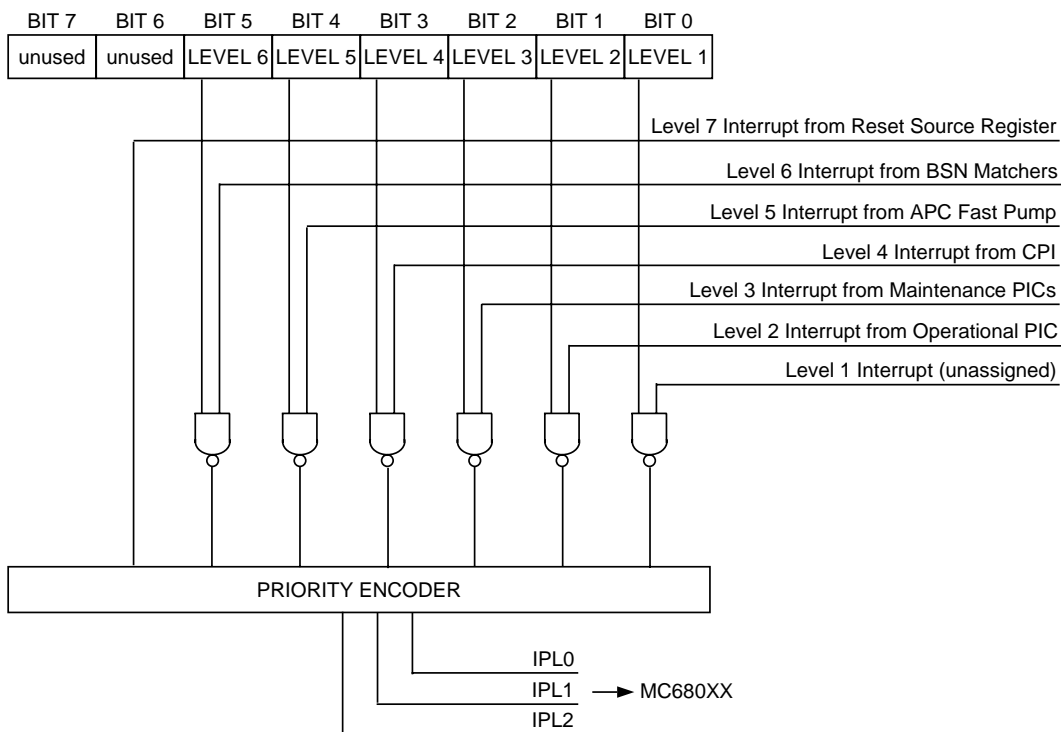 BIT 7 BIT 6 BIT 5 BIT 4 BIT 3 BIT 2 BIT 1 BIT 0
unused unused LEVEL 6 LEVEL 5 LEVEL 4 LEVEL 3 LEVEL 2 LEVEL 1
Level 7 Interrupt from Reset Source Register
Level 6 Interrupt from BSN Matchers
Level 5 Interrupt from APC Fast Pump
Level 4 Interrupt from CPI
Level 3 Interrupt from Maintenance PICs
Level 2 Interrupt from Operational PIC
Level 1 Interrupt (unassigned)
PRIORITY ENCODER
IPL0
IPL1 MC680XX
IPL2